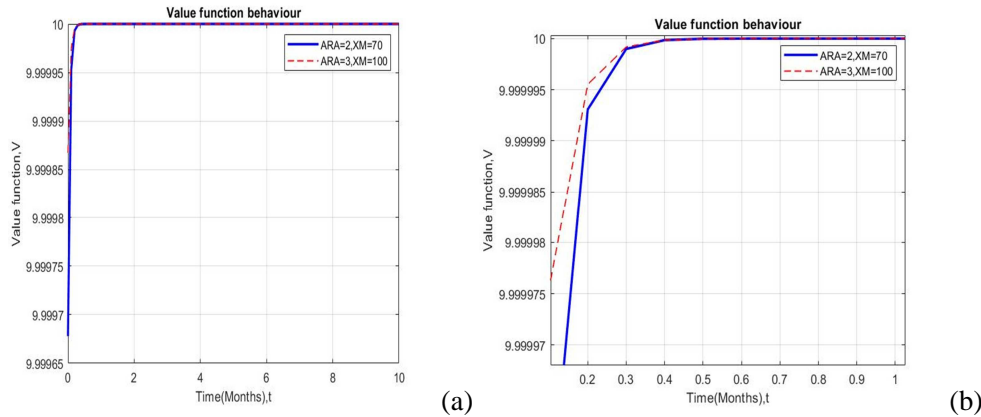 Value function behaviour
ARA=2,XM=70
ARA=3,XM=100
Value function,V
10
9.99995
9.9999
9.99985
9.9998
9.99975
9.9997
9.99965
0 2 4 6 8 10
Time(Months),t
(a)
Value function behaviour
ARA=2,XM=70
ARA=3,XM=100
Value function,V
10
9.999995
9.99999
9.999985
9.99998
9.999975
9.99997
0.2 0.3 0.4 0.5 0.6 0.7 0.8 0.9 1
Time(Months),t
(b)